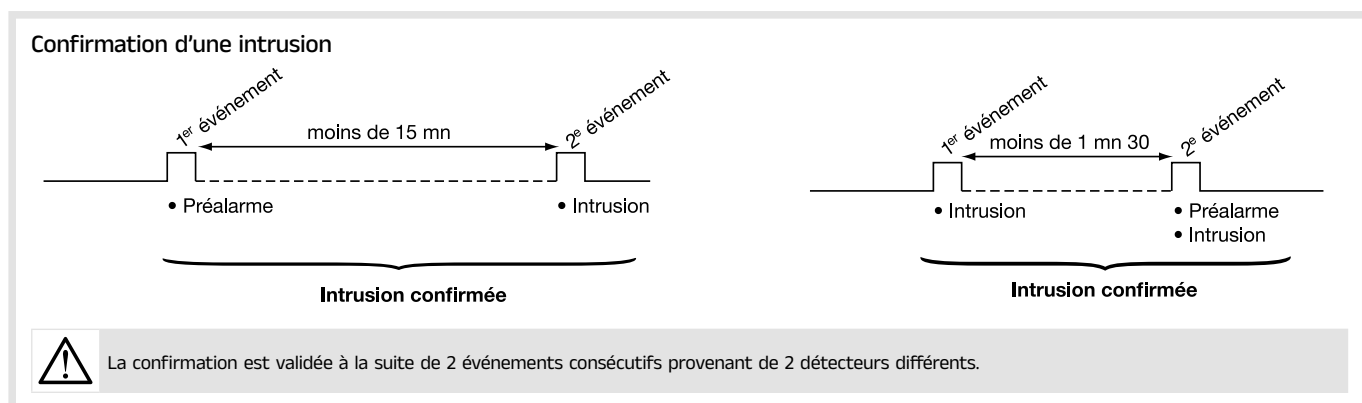 Confirmation d'une intrusion
1er événement
moins de 15 mn
2e événement
• Préalarme
• Intrusion
Intrusion confirmée
1er événement
moins de 1 mn 30
2e événement
• Intrusion
• Préalarme
• Intrusion
Intrusion confirmée
La confirmation est validée à la suite de 2 événements consécutifs provenant de 2 détecteurs différents.